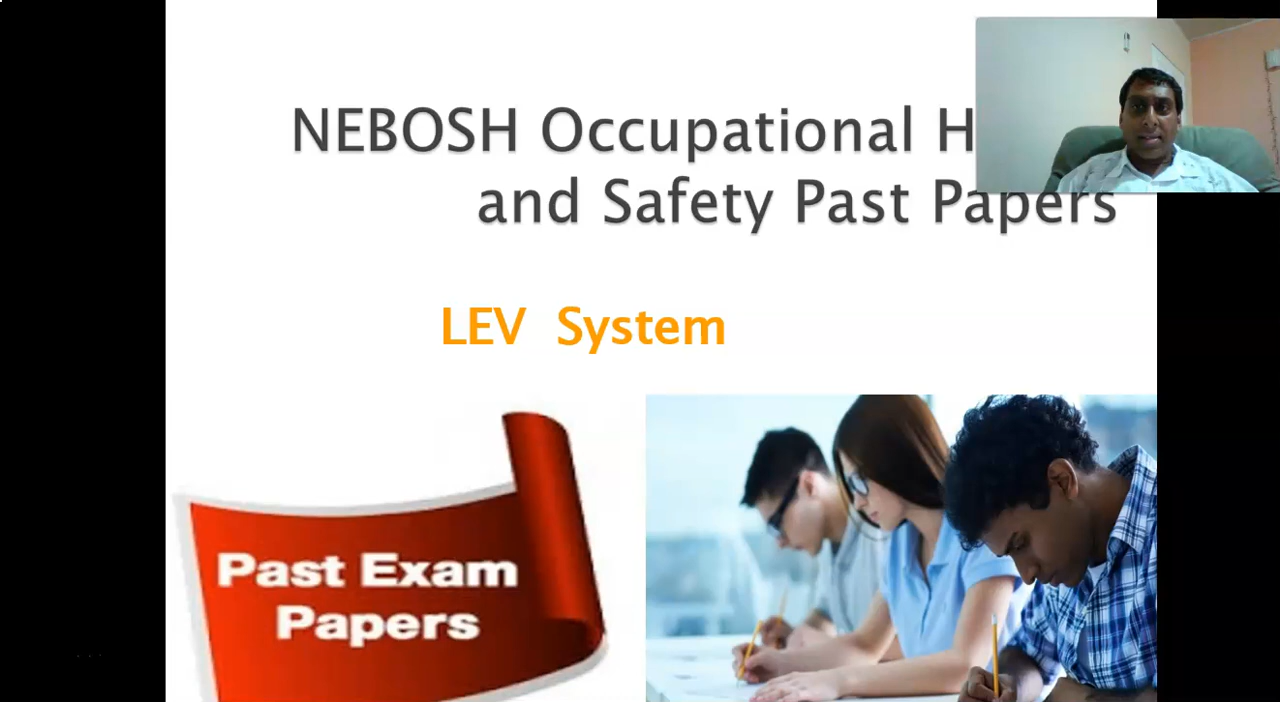 NEBOSH Occupational H
and Safety Past Papers
LEV System
Past Exam
Papers